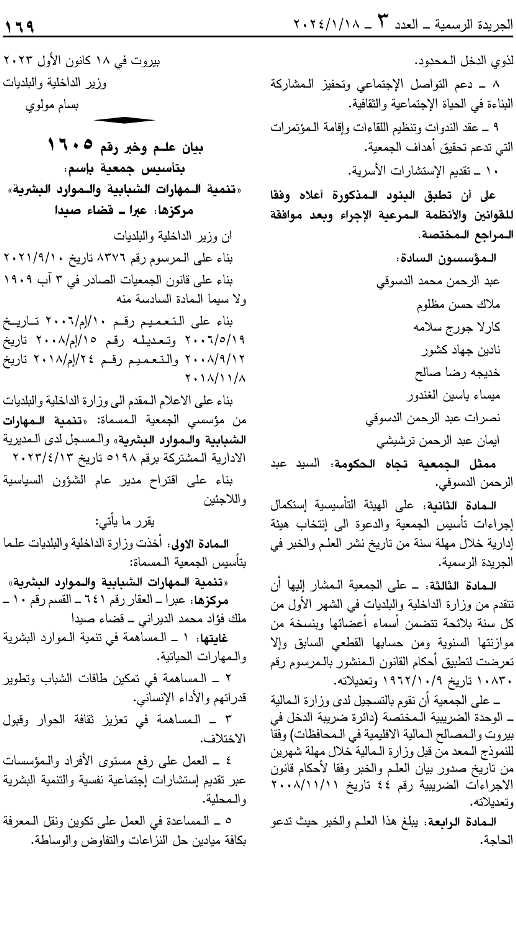 الجريدة الرسمية ـ العدد ٣ ـ ٢٠٢٤/١/١٨
١٦٩
لذوي الدخل المحدود.
٨ ـ دعم التواصل الإجتماعي وتحفيز المشاركة
البناءة في الحياة الإجتماعية والثقافية.
٩ ـ عقد الندوات وتنظيم اللقاءات وإقامة المؤتمرات
التي تدعم تحقيق أهداف الجمعية.
١٠ ـ تقديم الإستشارات الأسرية.
على أن تطبق البنود المذكورة أعلاه وفقا
للقوانين والأنظمة المرعية الإجراء وبعد موافقة
المراجع المختصة.
المؤسسون السادة:
عبد الرحمن محمد الدسوقي
ملاك حسن مظلوم
كارلا جورج سلامه
نادين جهاد كشور
خديجه رضا صالح
ميساء ياسين الغندور
نصرات عبد الرحمن الدسوقي
ايمان عبد الرحمن ترشيشي
ممثل الجمعية تجاه الحكومة: السيد عبد
الرحمن الدسوقي.
المادة الثانية: على الهيئة التأسيسية إستكمال
إجراءات تأسيس الجمعية والدعوة الى إنتخاب هيئة
إدارية خلال مهلة سنة من تاريخ نشر العلم والخبر في
الجريدة الرسمية.
المادة الثالثة: ـ على الجمعية المشار إليها أن
تتقدم من وزارة الداخلية والبلديات في الشهر الأول من
كل سنة بلائحة تتضمن أسماء أعضائها وبنسخة من
موازنتها السنوية ومن حسابها القطعي السابق وإلا
تعرضت لتطبيق أحكام القانون المنشور بالمرسوم رقم
١٠٨٣٠ تاريخ ١٩٦٢/١٠/٩ وتعديلاته.
ـ على الجمعية أن تقوم بالتسجيل لدى وزارة المالية
ـ الوحدة الضريبية المختصة (دائرة ضريبة الدخل في
بيروت والمصالح المالية الاقليمية في المحافظات) وفقا
للنموذج المعد من قبل وزارة المالية خلال مهلة شهرين
من تاريخ صدور بيان العلم والخبر وفقا لأحكام قانون
الاجراءات الضريبية رقم ٤٤ تاريخ ٢٠٠٨/١١/١١
وتعديلاته.
المادة الرابعة: يبلغ هذا العلم والخبر حيث تدعو
الحاجة.
بيروت في ١٨ كانون الأول ٢٠٢٣
وزير الداخلية والبلديات
بسام مولوي
بيان علم وخبر رقم ١٦٠٥
بتأسيس جمعية بإسم:
«تنمية المهارات الشبابية والموارد البشرية»
مركزها: عبرا ـ قضاء صيدا
ان وزير الداخلية والبلديات
بناء على المرسوم رقم ٨٣٧٦ تاريخ ٢٠٢١/٩/١٠
بناء على قانون الجمعيات الصادر في ٣ آب ١٩٠٩
ولا سيما المادة السادسة منه
بناء على التعميم رقم ١٠/إم/٢٠٠٦ تاريخ
٢٠٠٦/٥/١٩ وتعديله رقم ١٥/إم/٢٠٠٨ تاريخ
٢٠٠٨/٩/١٢ والتعميم رقم ٢٤/إم/٢٠١٨ تاريخ
٢٠١٨/١١/٨
بناء على الاعلام المقدم الى وزارة الداخلية والبلديات
من مؤسسي الجمعية المسماة: «تنمية المهارات
الشبابية والموارد البشرية» والمسجل لدى المديرية
الادارية المشتركة برقم ٥١٩٨ تاريخ ٢٠٢٣/٤/١٣
بناء على اقتراح مدير عام الشؤون السياسية
واللاجئين
يقرر ما يأتي:
المادة الاولى: أخذت وزارة الداخلية والبلديات علما
بتأسيس الجمعية المسماة:
«تنمية المهارات الشبابية والموارد البشرية»
مركزها: عبرا ـ العقار رقم ٦٤١ ـ القسم رقم ١٠ ـ
ملك فؤاد محمد الديراني ـ قضاء صيدا
غايتها: ١ ـ المساهمة في تنمية الموارد البشرية
والمهارات الحياتية.
٢ ـ المساهمة في تمكين طاقات الشباب وتطوير
قدراتهم والأداء الإنساني.
٣ ـ المساهمة في تعزيز ثقافة الحوار وقبول
الاختلاف.
٤ ـ العمل على رفع مستوى الأفراد والمؤسسات
عبر تقديم إستشارات إجتماعية نفسية والتنمية البشرية
والمحلية.
٥ ـ المساعدة في العمل على تكوين ونقل المعرفة
بكافة ميادين حل النزاعات والتفاوض والوساطة.